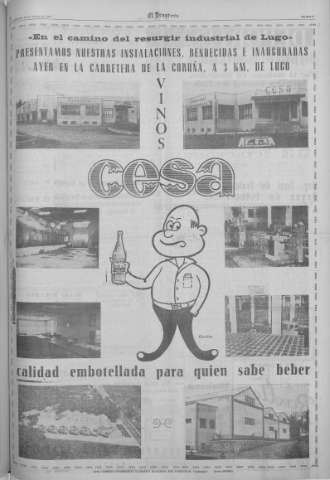 El Progreso
«En el camino del resurgir industrial de Lugo»
PRESENTAMOS NUESTRAS INSTALACIONES, BENDECIDAS E INAUGURADAS
AYER EN LA CARRETERA DE LA CORUÑA, A 3 KM. DE LUGO
VINOS
CESA
CESA
calidad embotellada para quien sabe beber